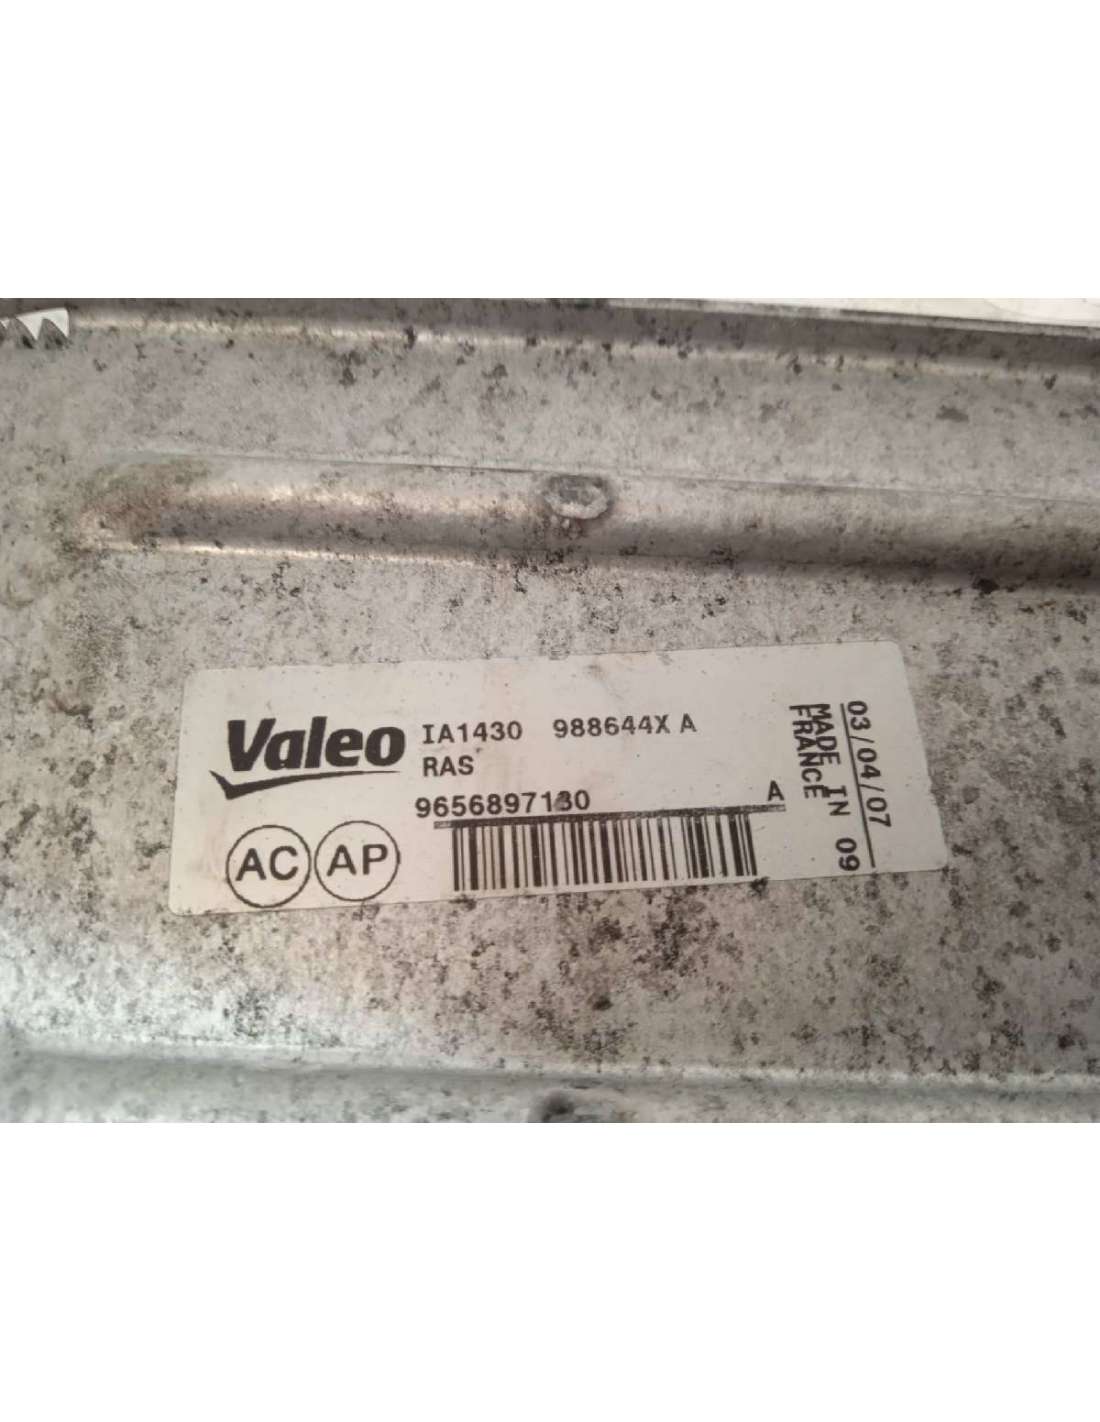 Valeo
IA1430 988644X A
RAS
9656897180 A
AC AP
MADE IN
FRANCE
03/04/07
09